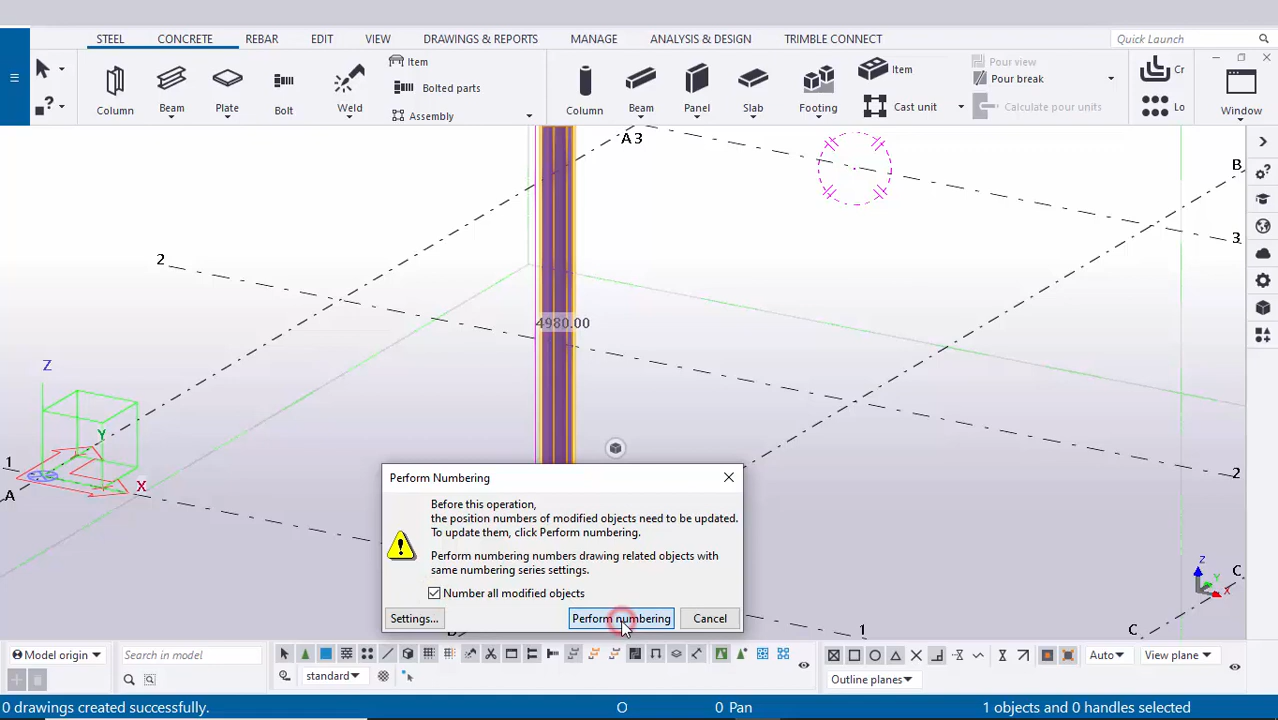 STEEL CONCRETE REBAR EDIT VIEW DRAWINGS & REPORTS MANAGE ANALYSIS & DESIGN TRIMBLE CONNECT Quick Launch
Item Item Pour view Cr
Pour break
Bolted parts
Cast unit Calculate pour units Lo
Column Beam Plate Bolt Weld Assembly Column Beam Panel Slab Footing Window
A 3
B
3
2
4980.00
Z
Y
1
X
A
2
Z
Y
X
C
C
1
Perform Numbering
Before this operation,
the position numbers of modified objects need to be updated.
To update them, click Perform numbering.
Perform numbering numbers drawing related objects with
same numbering series settings.
Number all modified objects
Settings... Perform numbering Cancel
Model origin Search in model Auto View plane
standard Outline planes
0 drawings created successfully. O 0 Pan 1 objects and 0 handles selected